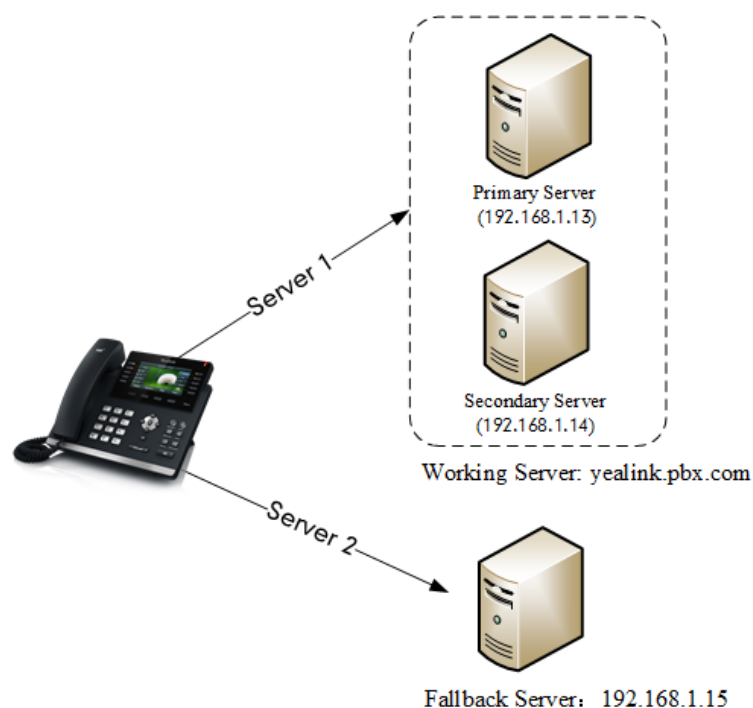 Primary Server
(192.168.1.13)
Server 1
Secondary Server
(192.168.1.14)
Working Server: yealink.pbx.com
Server 2
Fallback Server：192.168.1.15